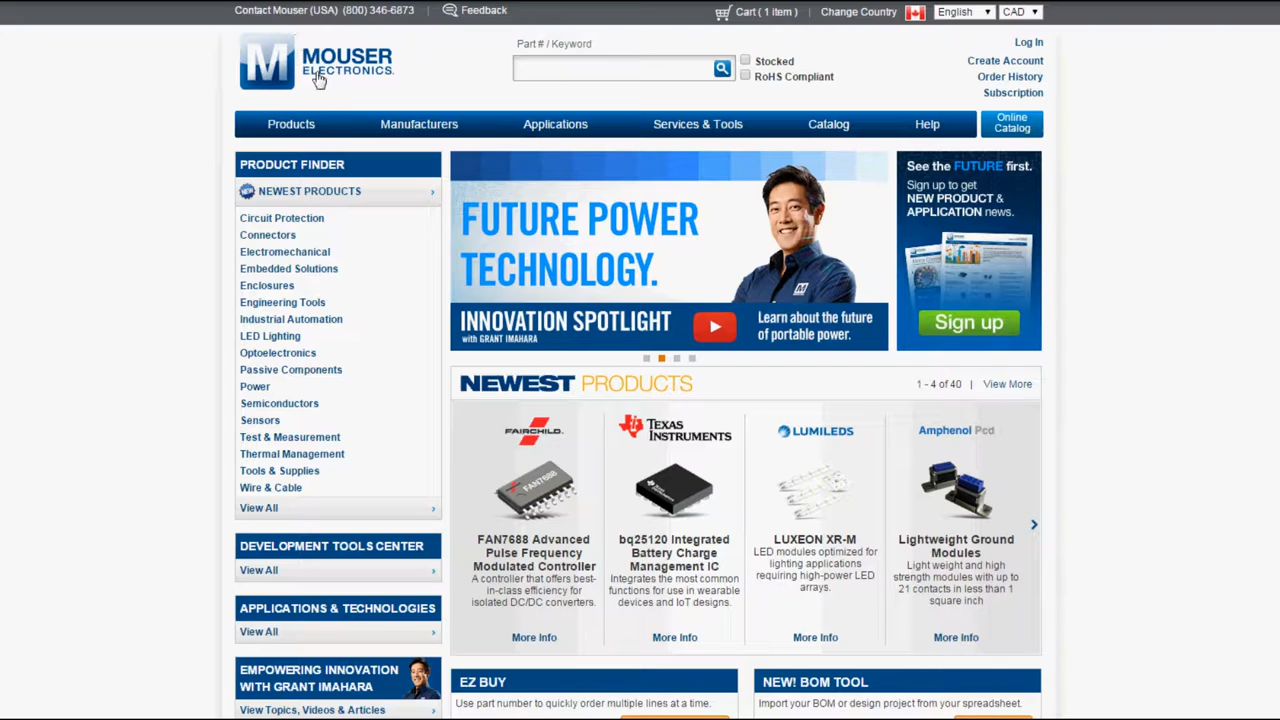 Contact Mouser (USA) (800) 346-6873 | Feedback
Cart ( 1 item ) | Change Country English CAD
M MOUSER
ELECTRONICS.
Part # / Keyword
Stocked
RoHS Compliant
Log In
Create Account
Order History
Subscription
Products Manufacturers Applications Services & Tools Catalog Help
Online
Catalog
PRODUCT FINDER
NEWEST PRODUCTS
Circuit Protection
Connectors
Electromechanical
Embedded Solutions
Enclosures
Engineering Tools
Industrial Automation
LED Lighting
Optoelectronics
Passive Components
Power
Semiconductors
Sensors
Test & Measurement
Thermal Management
Tools & Supplies
Wire & Cable
View All
DEVELOPMENT TOOLS CENTER
View All
APPLICATIONS & TECHNOLOGIES
View All
EMPOWERING INNOVATION
WITH GRANT IMAHARA
View Topics, Videos & Articles
FUTURE POWER
TECHNOLOGY.
M
INNOVATION SPOTLIGHT
with GRANT IMAHARA
Learn about the future
of portable power.
See the FUTURE first.
Sign up to get
NEW PRODUCT &
APPLICATION news.
Sign up
NEWEST PRODUCTS
1 - 4 of 40 | View More
FAIRCHILD
FAN7688
FAN7688 Advanced
Pulse Frequency
Modulated Controller
A controller that offers best-
in-class efficiency for
isolated DC/DC converters.
More Info
TEXAS
INSTRUMENTS
bq25120 Integrated
Battery Charge
Management IC
Integrates the most common
functions for use in wearable
devices and IoT designs.
More Info
LUMILEDS
LUXEON XR-M
LED modules optimized for
lighting applications
requiring high-power LED
arrays.
More Info
Amphenol Pcd
Lightweight Ground
Modules
Light weight and high
strength modules with up to
21 contacts in less than 1
square inch
More Info
EZ BUY
Use part number to quickly order multiple lines at a time.
NEW! BOM TOOL
Import your BOM or design project from your spreadsheet.